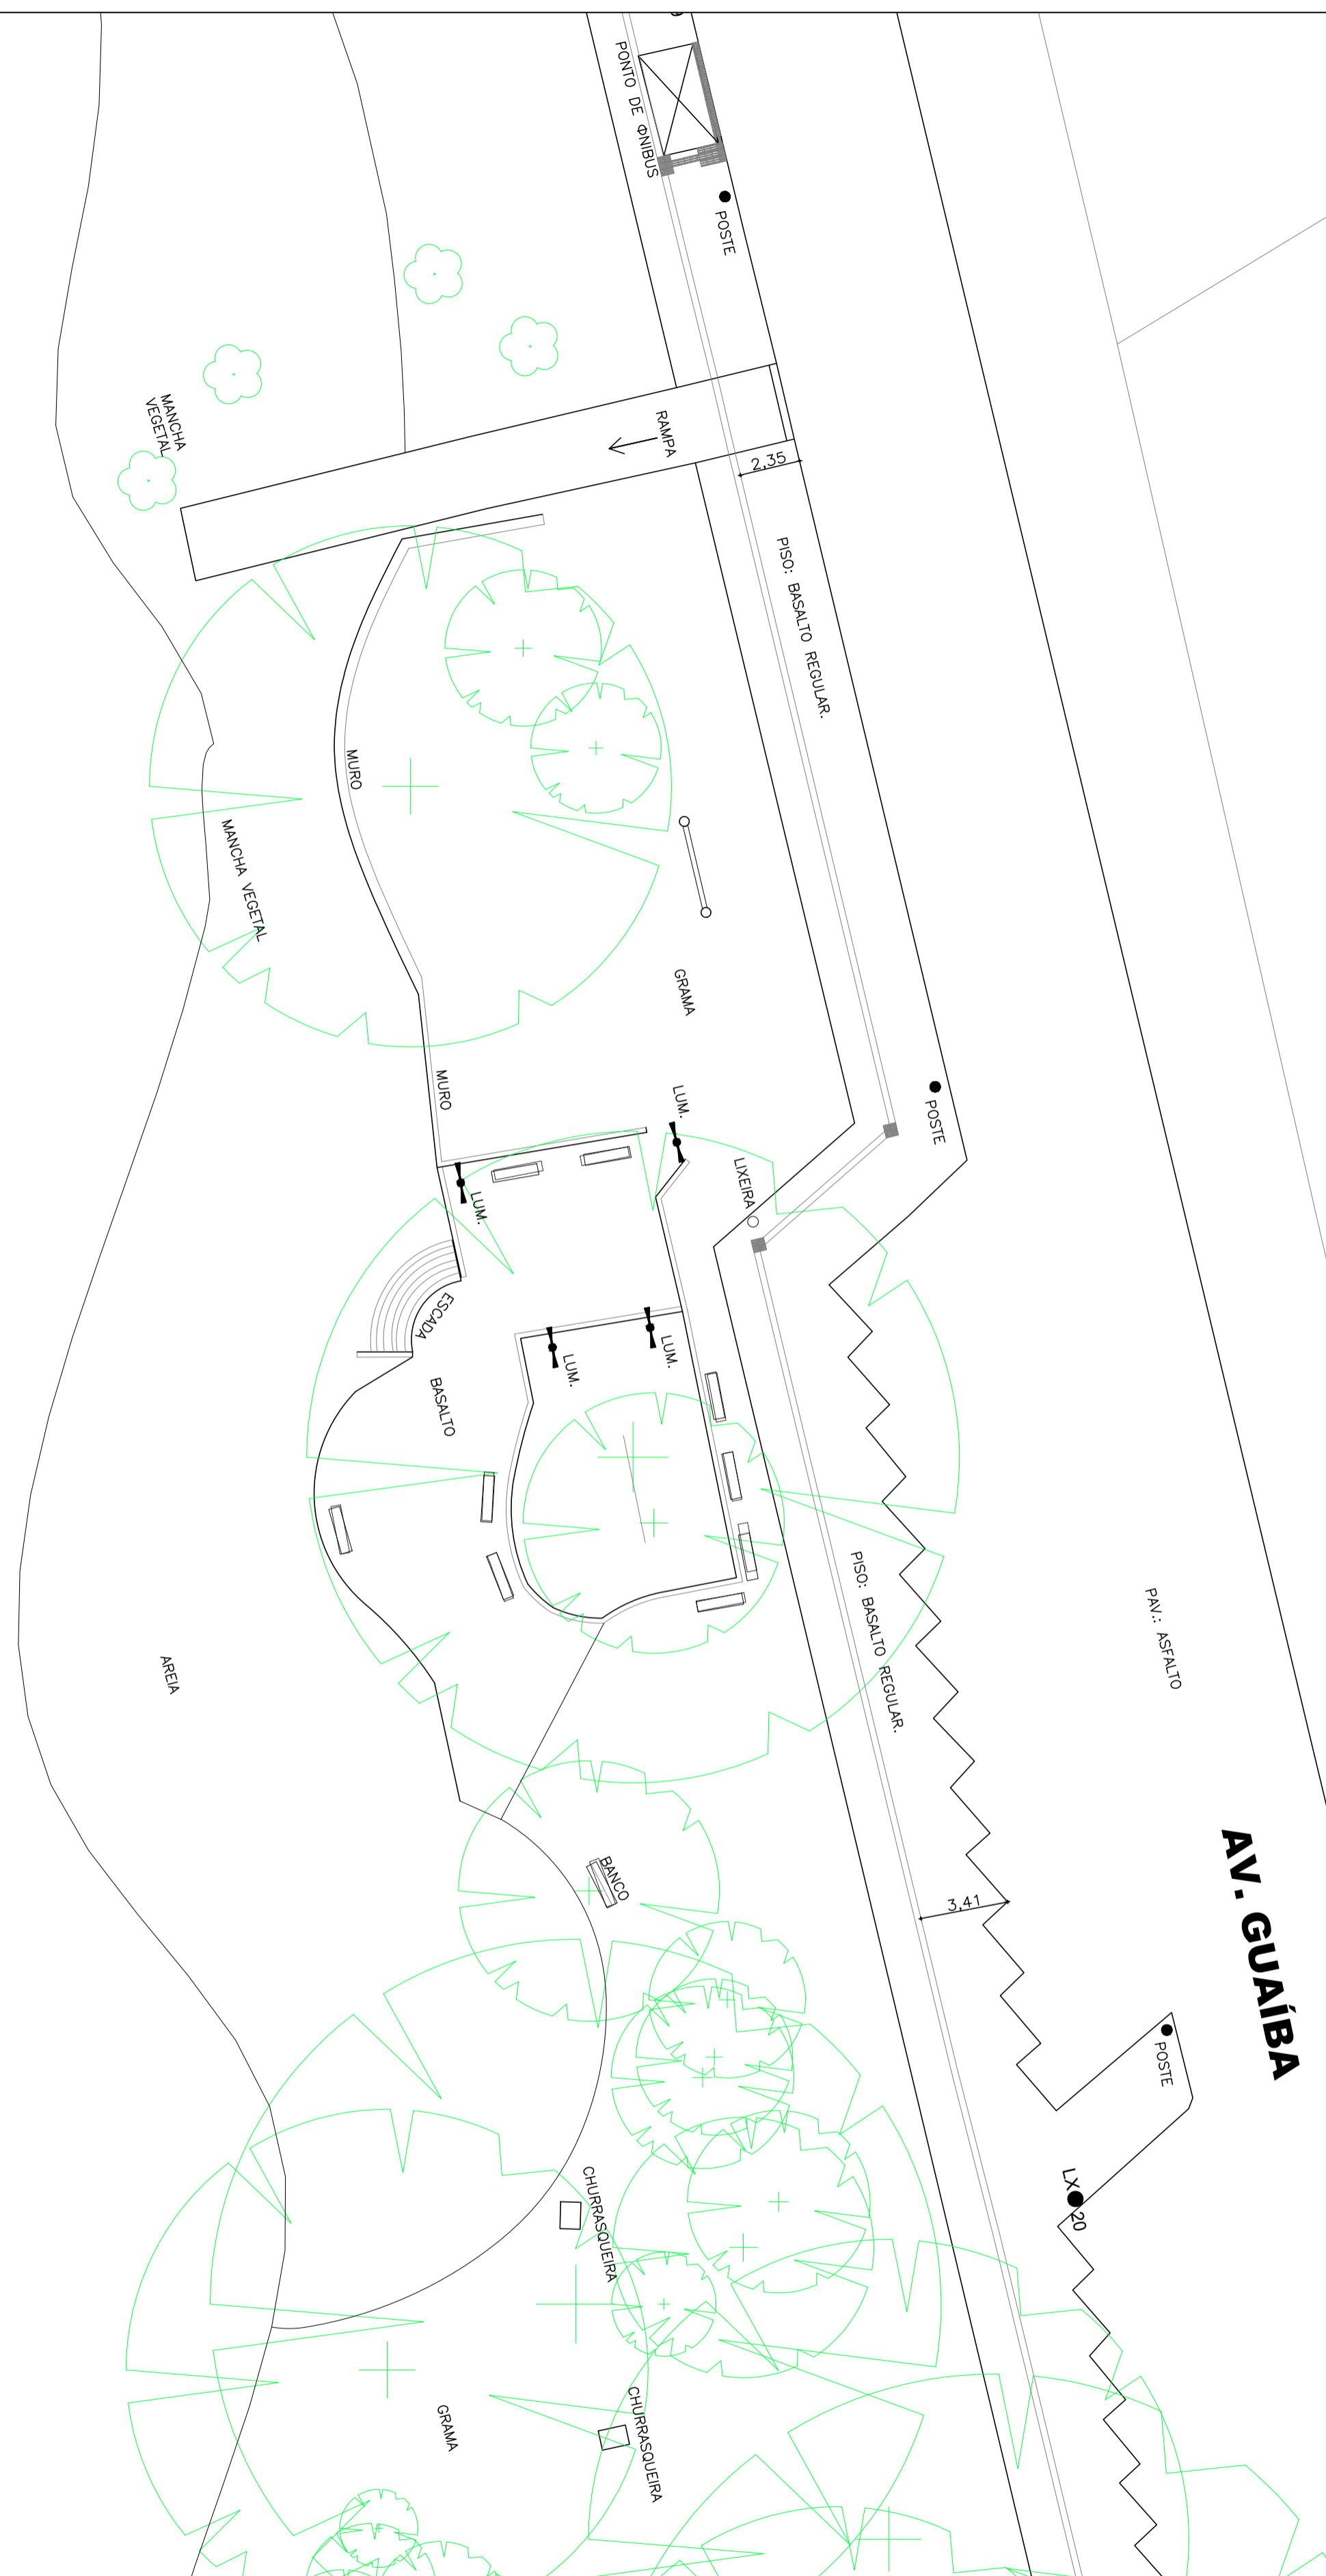 PONTO DE ΦNIBUS
POSTE
MANCHA
VEGETAL
RAMPA
2,35
PISO: BASALTO REGULAR.
MURO
MANCHA VEGETAL
GRAMA
MURO
LUM.
POSTE
LIXEIRA
LUM.
ESCADA
LUM.
LUM.
BASALTO
PISO: BASALTO REGULAR.
PAV.: ASFALTO
AREIA
AV. GUAÍBA
BANCO
3,41
POSTE
LX 20
CHURRASQUEIRA
CHURRASQUEIRA
GRAMA